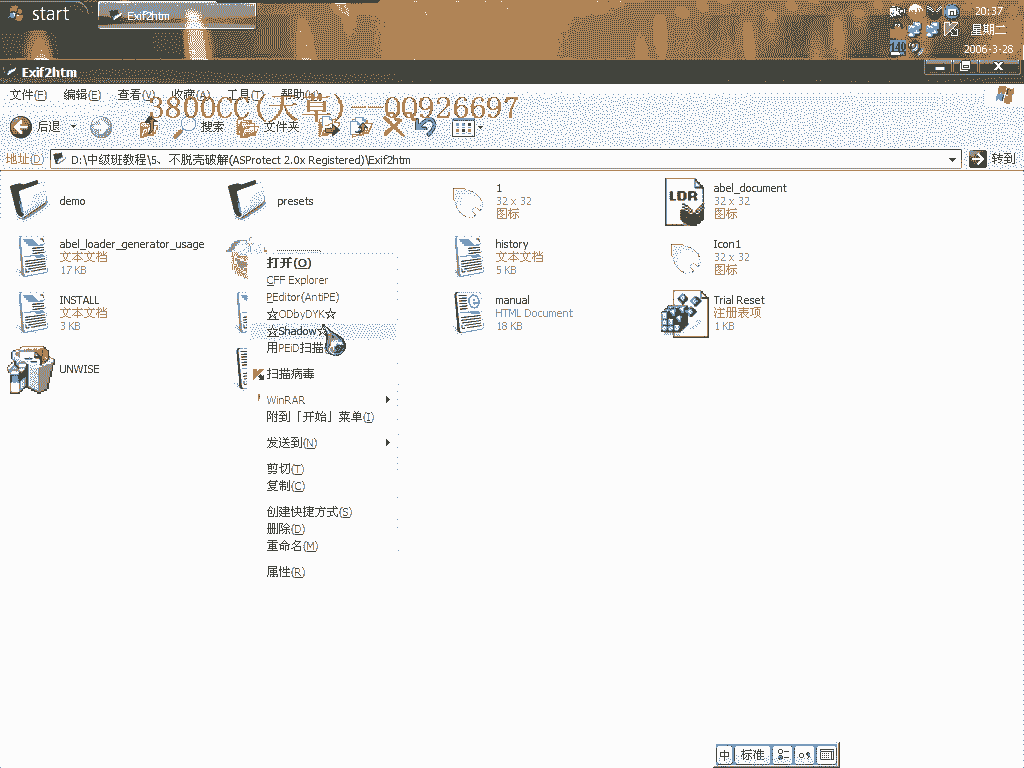 start
Exif2htm
20:37
星期二
140
2006-3-28
Exif2htm
文件(F) 编辑(E) 查看(V) 收藏(A) 工具(T) 帮助(H)
3800CC(天草)--QQ926697
后退 搜索 文件夹
地址(D) D:\中级班教程\5、不脱壳破解(ASProtect 2.0x Registered)\Exif2htm 转到
demo
presets
1
32 x 32
图标
abel_document
32 x 32
图标
abel_loader_generator_usage
文本文档
17 KB
history
文本文档
5 KB
Icon1
32 x 32
图标
INSTALL
文本文档
3 KB
manual
HTML Document
18 KB
Trial Reset
注册表项
1 KB
UNWISE
打开(O)
CFF Explorer
PEditor(AntiPE)
☆ODbyDYK☆
☆Shadow☆
用PEiD扫描
扫描病毒
WinRAR
附到「开始」菜单(I)
发送到(N)
剪切(T)
复制(C)
创建快捷方式(S)
删除(D)
重命名(M)
属性(R)
中 标准